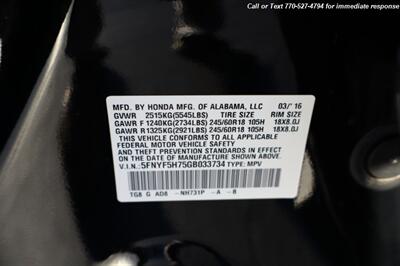 Call or Text 770-527-4794 for immediate response
MFD. BY HONDA MFG. OF ALABAMA, LLC 03/'16
GVWR 2515KG(5545LBS) TIRE SIZE RIM SIZE
GAWR F 1240KG(2734LBS) 245/60R18 105H 18X8.0J
GAWR R 1325KG(2921LBS) 245/60R18 105H 18X8.0J
THIS VEHICLE CONFORMS TO ALL APPLICABLE
FEDERAL MOTOR VEHICLE SAFETY
AND THEFT PREVENTION STANDARDS IN EFFECT
ON THE DATE OF MANUFACTURE SHOWN ABOVE.
V.I.N.: 5FNYF5H75GB033734 TYPE: MPV
TG8 G AD8 -NH731P -A -B